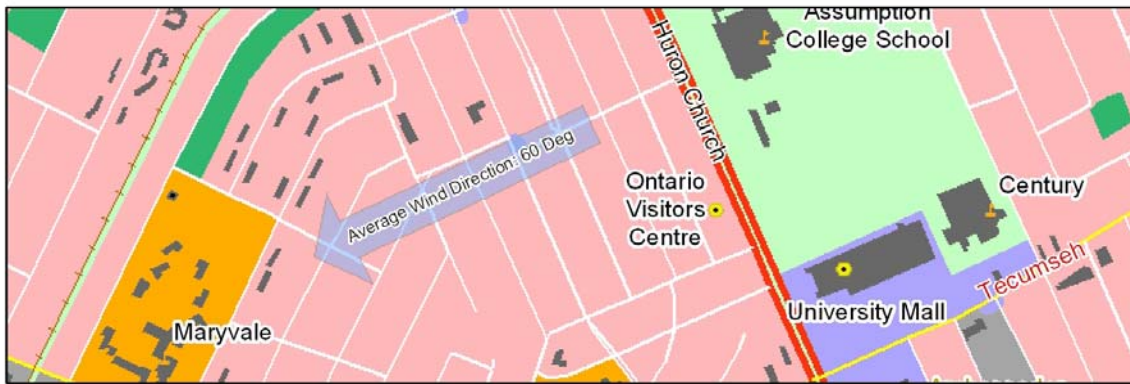 Assumption
College School
Huron Church
Average Wind Direction: 60 Deg
Ontario
Visitors
Centre
Century
Tecumseh
University Mall
Maryvale